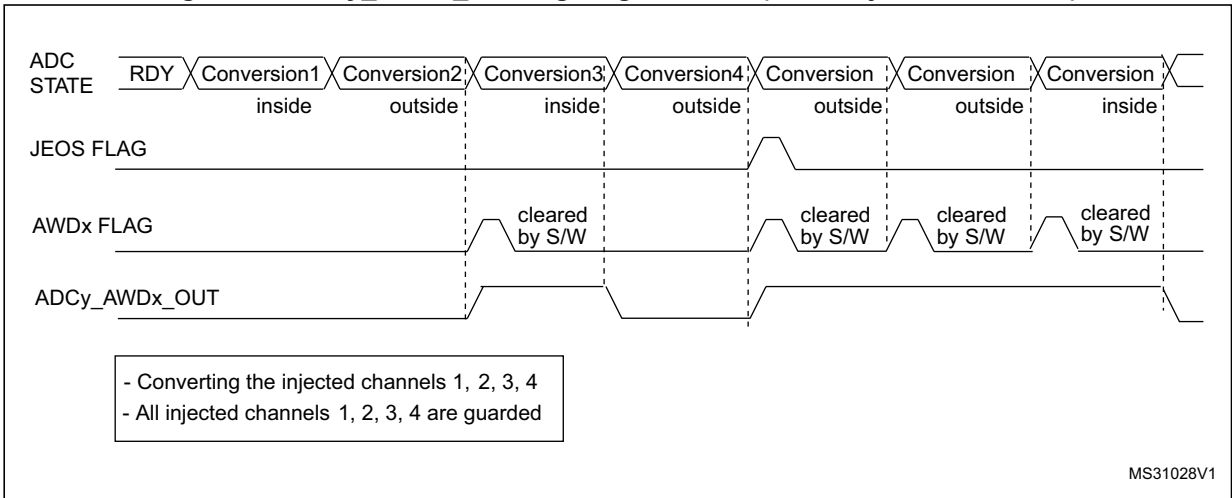 ADC
STATE
RDY Conversion1 Conversion2 Conversion3 Conversion4 Conversion Conversion Conversion
inside outside inside outside outside outside inside
JEOS FLAG
AWDx FLAG
cleared
by S/W
cleared
by S/W
cleared
by S/W
cleared
by S/W
ADCy_AWDx_OUT
- Converting the injected channels 1, 2, 3, 4
- All injected channels 1, 2, 3, 4 are guarded
MS31028V1